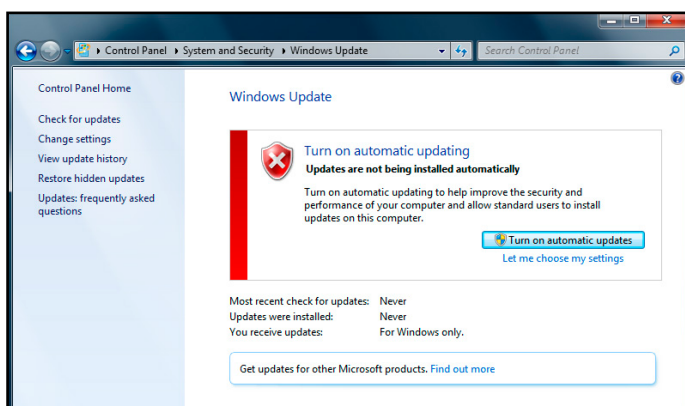 Control Panel ▸ System and Security ▸ Windows Update
Search Control Panel
Control Panel Home
Check for updates
Change settings
View update history
Restore hidden updates
Updates: frequently asked
questions
Windows Update
Turn on automatic updating
Updates are not being installed automatically
Turn on automatic updating to help improve the security and
performance of your computer and allow standard users to install
updates on this computer.
Turn on automatic updates
Let me choose my settings
Most recent check for updates: Never
Updates were installed: Never
You receive updates: For Windows only.
Get updates for other Microsoft products. Find out more